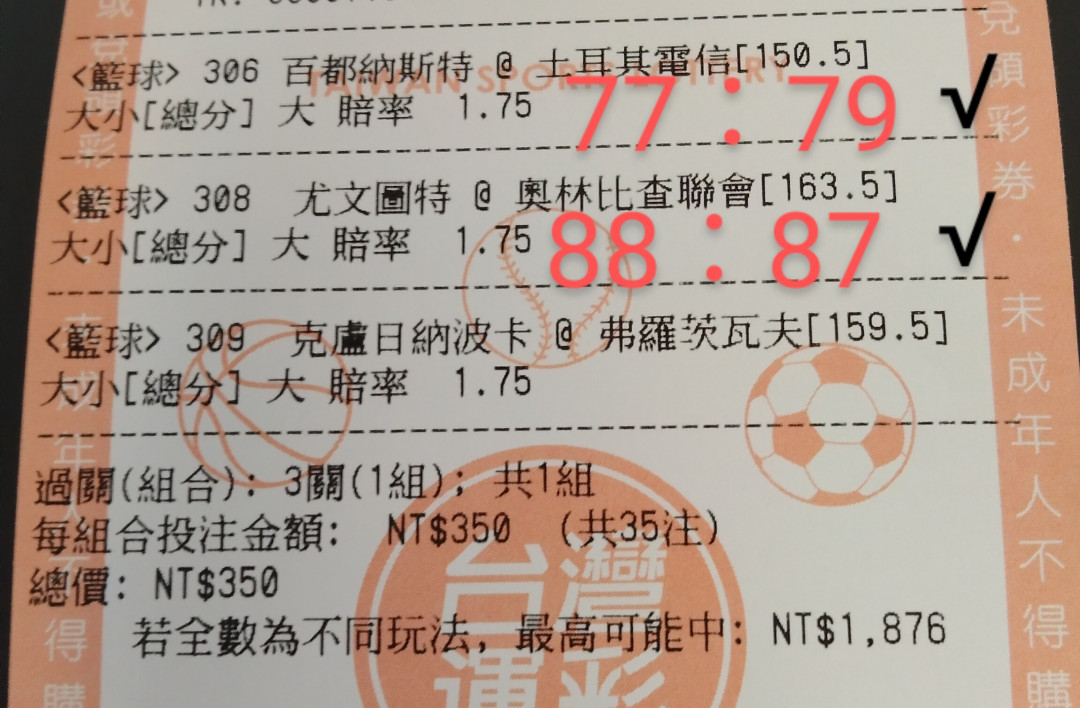 <籃球> 306 百都納斯特 @ 土耳其電信[150.5]
TAIWAN SPORTS LOTTERY
大小[總分] 大 賠率 1.75
77：79
√
<籃球> 308 尤文圖特 @ 奧林比查聯會[163.5]
大小[總分] 大 賠率 1.75
88：87
√
<籃球> 309 克盧日納波卡 @ 弗羅茨瓦夫[159.5]
大小[總分] 大 賠率 1.75
過關(組合): 3關(1組); 共1組
每組合投注金額: NT$350 (共35注)
總價: NT$350
若全數為不同玩法, 最高可能中: NT$1,876
台灣
運彩
兌領彩券·未成年人不得購